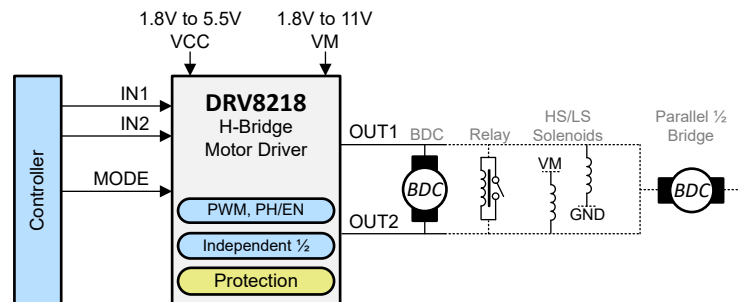 1.8V to 5.5V
VCC
1.8V to 11V
VM
Controller
IN1
IN2
MODE
DRV8218
H-Bridge
Motor Driver
PWM, PH/EN
Independent ½
Protection
OUT1
OUT2
BDC
BDC
Relay
HS/LS
Solenoids
VM
GND
Parallel ½
Bridge
BDC